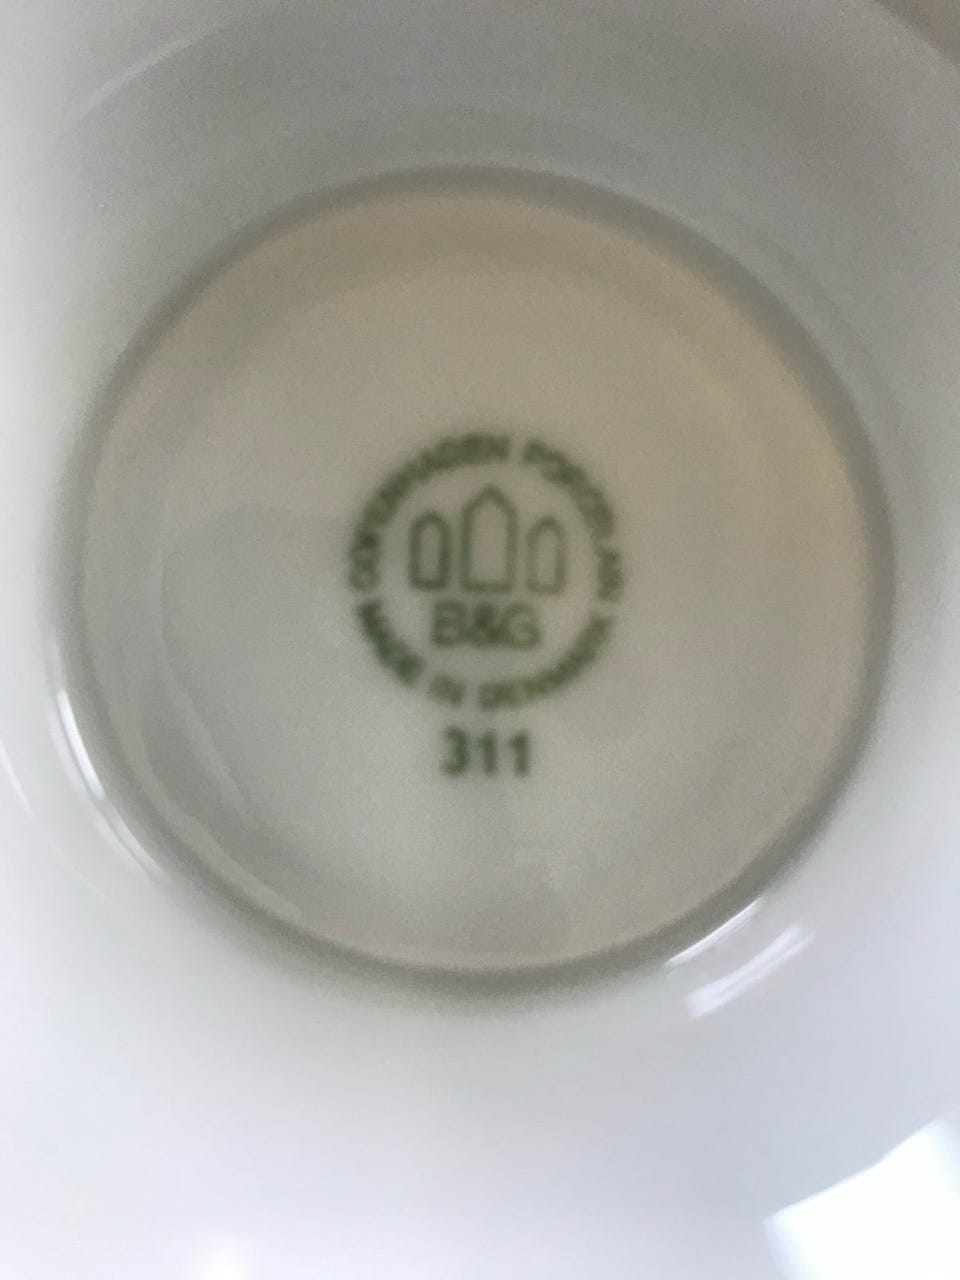 COPENHAGEN PORCELAIN
B&G
MADE IN DENMARK
311